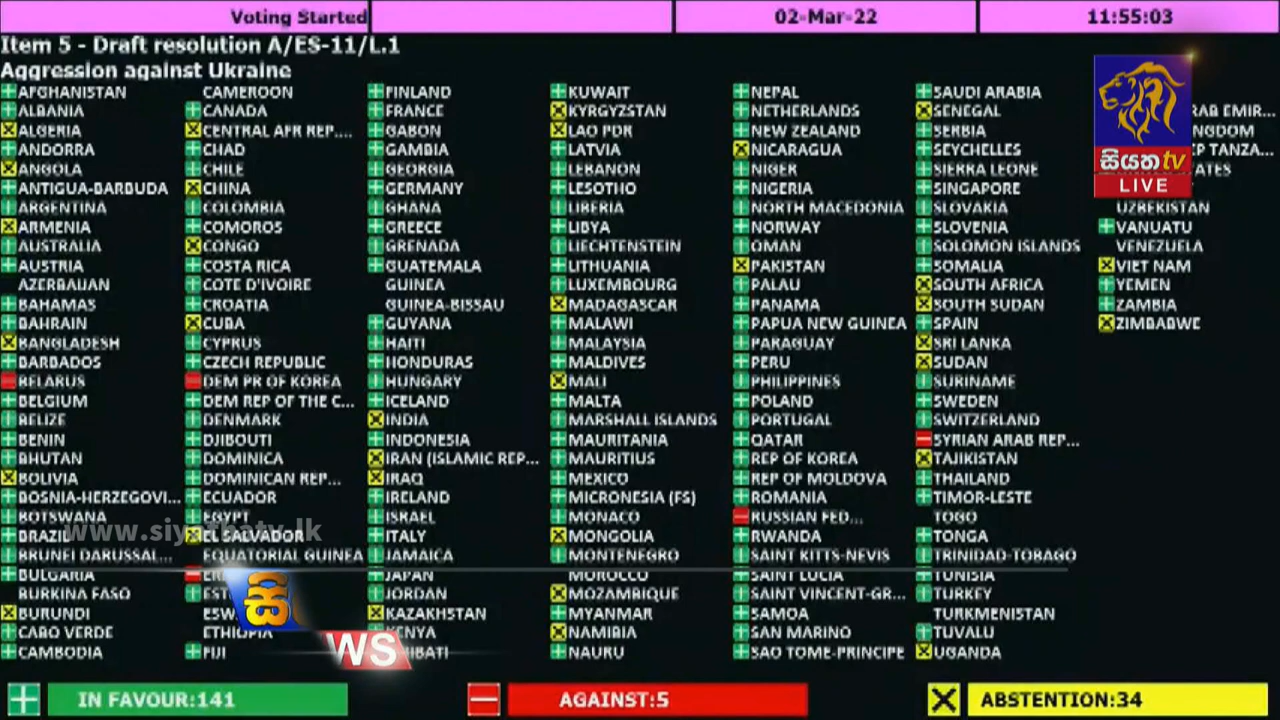 Voting Started 02-Mar-22 11:55:03
Item 5 - Draft resolution A/ES-11/L.1
Aggression against Ukraine
AFGHANISTAN
ALBANIA
ALGERIA
ANDORRA
ANGOLA
ANTIGUA-BARBUDA
ARGENTINA
ARMENIA
AUSTRALIA
AUSTRIA
AZERBAIJAN
BAHAMAS
BAHRAIN
BANGLADESH
BARBADOS
BELARUS
BELGIUM
BELIZE
BENIN
BHUTAN
BOLIVIA
BOSNIA-HERZEGOVI...
BOTSWANA
BRAZIL
BRUNEI DARUSSAL...
BULGARIA
BURKINA FASO
BURUNDI
CABO VERDE
CAMBODIA
CAMEROON
CANADA
CENTRAL AFR REP....
CHAD
CHILE
CHINA
COLOMBIA
COMOROS
CONGO
COSTA RICA
COTE D'IVOIRE
CROATIA
CUBA
CYPRUS
CZECH REPUBLIC
DEM PR OF KOREA
DEM REP OF THE C...
DENMARK
DJIBOUTI
DOMINICA
DOMINICAN REP...
ECUADOR
EGYPT
EL SALVADOR
EQUATORIAL GUINEA
ETHIOPIA
FIJI
FINLAND
FRANCE
GABON
GAMBIA
GEORGIA
GERMANY
GHANA
GREECE
GRENADA
GUATEMALA
GUINEA
GUINEA-BISSAU
GUYANA
HAITI
HONDURAS
HUNGARY
ICELAND
INDIA
INDONESIA
IRAN (ISLAMIC REP...
IRAQ
IRELAND
ISRAEL
ITALY
JAMAICA
JAPAN
JORDAN
KAZAKHSTAN
KENYA
KUWAIT
KYRGYZSTAN
LAO PDR
LATVIA
LEBANON
LESOTHO
LIBERIA
LIBYA
LIECHTENSTEIN
LITHUANIA
LUXEMBOURG
MADAGASCAR
MALAWI
MALAYSIA
MALDIVES
MALI
MALTA
MARSHALL ISLANDS
MAURITANIA
MAURITIUS
MEXICO
MICRONESIA (FS)
MONACO
MONGOLIA
MONTENEGRO
MOROCCO
MOZAMBIQUE
MYANMAR
NAMIBIA
NAURU
NEPAL
NETHERLANDS
NEW ZEALAND
NICARAGUA
NIGER
NIGERIA
NORTH MACEDONIA
NORWAY
OMAN
PAKISTAN
PALAU
PANAMA
PAPUA NEW GUINEA
PARAGUAY
PERU
PHILIPPINES
POLAND
PORTUGAL
QATAR
REP OF KOREA
REP OF MOLDOVA
ROMANIA
RUSSIAN FED...
RWANDA
SAINT KITTS-NEVIS
SAINT LUCIA
SAINT VINCENT-GR...
SAMOA
SAN MARINO
SAO TOME-PRINCIPE
SAUDI ARABIA
SENEGAL
SERBIA
SEYCHELLES
SIERRA LEONE
SINGAPORE
SLOVAKIA
SLOVENIA
SOLOMON ISLANDS
SOMALIA
SOUTH AFRICA
SOUTH SUDAN
SPAIN
SRI LANKA
SUDAN
SURINAME
SWEDEN
SWITZERLAND
SYRIAN ARAB REP...
TAJIKISTAN
THAILAND
TIMOR-LESTE
TOGO
TONGA
TRINIDAD-TOBAGO
TUNISIA
TURKEY
TURKMENISTAN
TUVALU
UGANDA
EMIR...
TANZA...
UZBEKISTAN
VANUATU
VENEZUELA
VIET NAM
YEMEN
ZAMBIA
ZIMBABWE
සියත tv
LIVE
www.siyathatv.lk
සි
WS
IN FAVOUR:141 AGAINST:5 ABSTENTION:34